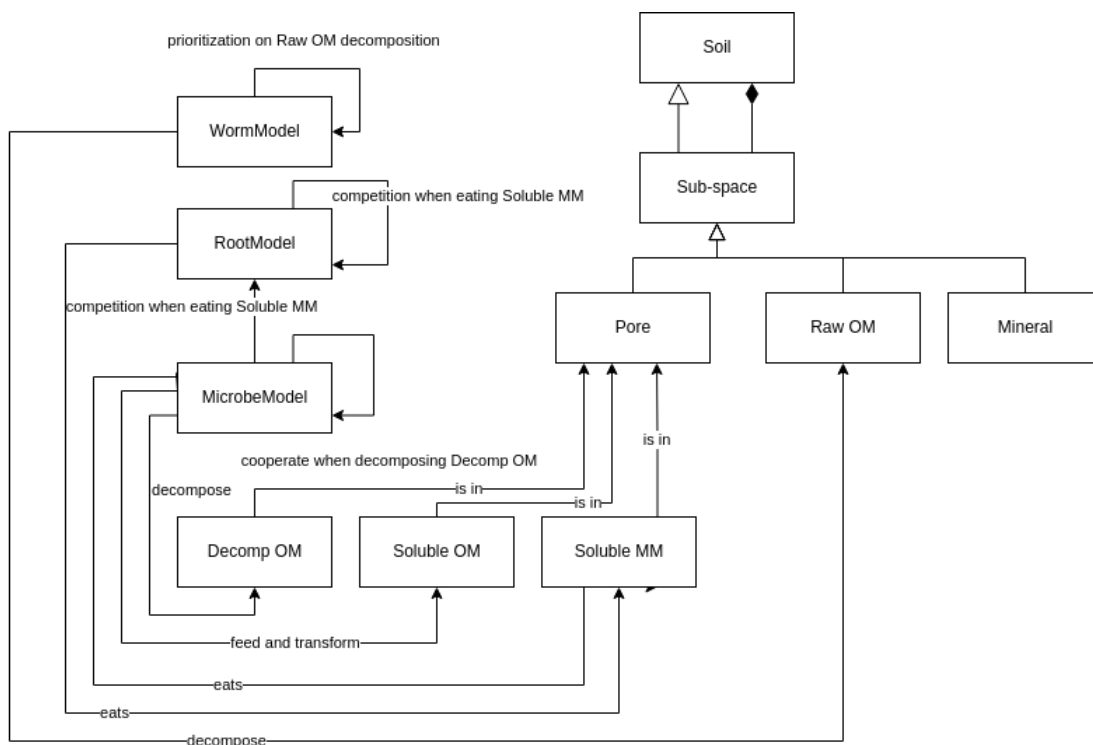 prioritization on Raw OM decomposition
Soil
WormModel
Sub-space
competition when eating Soluble MM
RootModel
competition when eating Soluble MM
Pore
Raw OM
Mineral
MicrobeModel
is in
cooperate when decomposing Decomp OM
decompose
is in
is in
Decomp OM
Soluble OM
Soluble MM
feed and transform
eats
eats
decompose